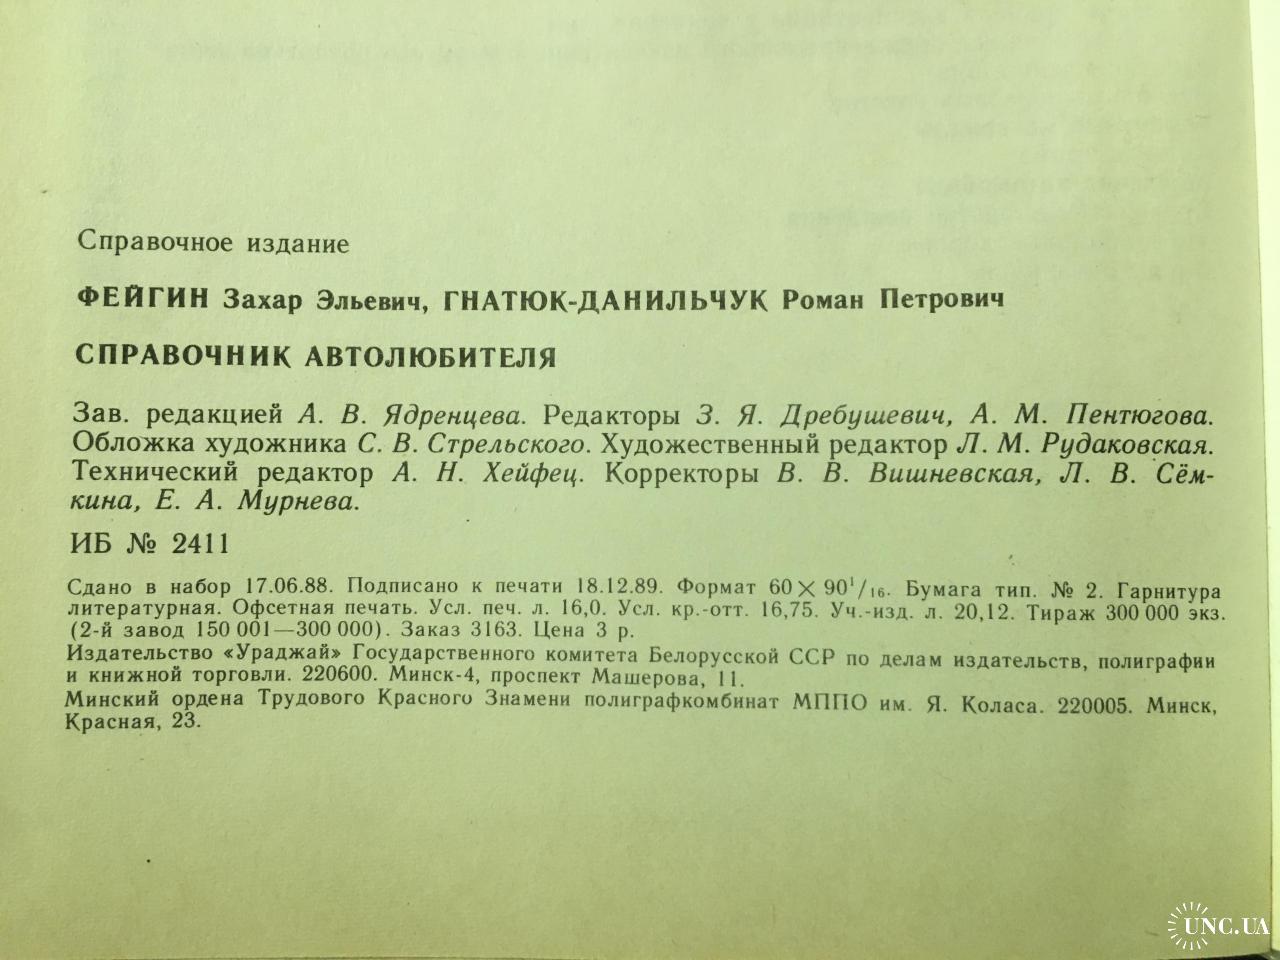 Справочное издание
ФЕЙГИН Захар Эльевич, ГНАТЮК-ДАНИЛЬЧУК Роман Петрович
СПРАВОЧНИК АВТОЛЮБИТЕЛЯ
Зав. редакцией А. В. Ядренцева. Редакторы З. Я. Дребушевич, А. М. Пентюгова.
Обложка художника С. В. Стрельского. Художественный редактор Л. М. Рудаковская.
Технический редактор А. Н. Хейфец. Корректоры В. В. Вишневская, Л. В. Сём-
кина, Е. А. Мурнева.
ИБ № 2411
Сдано в набор 17.06.88. Подписано к печати 18.12.89. Формат 60×90¹/₁₆. Бумага тип. № 2. Гарнитура
литературная. Офсетная печать. Усл. печ. л. 16,0. Усл. кр.-отт. 16,75. Уч.-изд. л. 20,12. Тираж 300 000 экз.
(2-й завод 150 001—300 000). Заказ 3163. Цена 3 р.
Издательство «Ураджай» Государственного комитета Белорусской ССР по делам издательств, полиграфии
и книжной торговли. 220600. Минск-4, проспект Машерова, 11.
Минский ордена Трудового Красного Знамени полиграфкомбинат МППО им. Я. Коласа. 220005. Минск,
Красная, 23.
UNC.UA